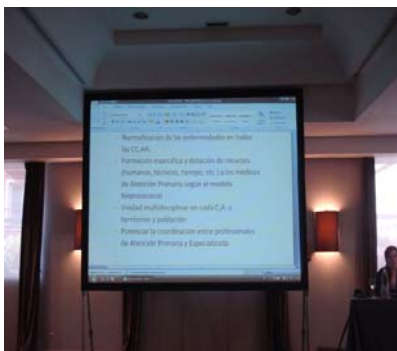 Normalización de las enfermedades en todas
las CC.AA.
Formación específica y dotación de recursos
(humanos, técnicos, tiempo, etc.) a los médicos
de Atención Primaria según el modelo
biopsicosocial
Unidad multidisciplinar en cada C.A. o
territorios y población
Potenciar la coordinación entre profesionales
de Atención Primaria y Especializada.